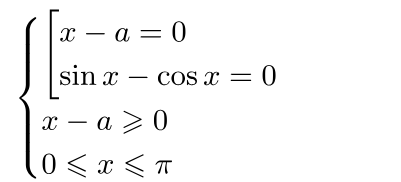 x − a = 0
sin x − cos x = 0
x − a ⩾ 0
0 ⩽ x ⩽ π